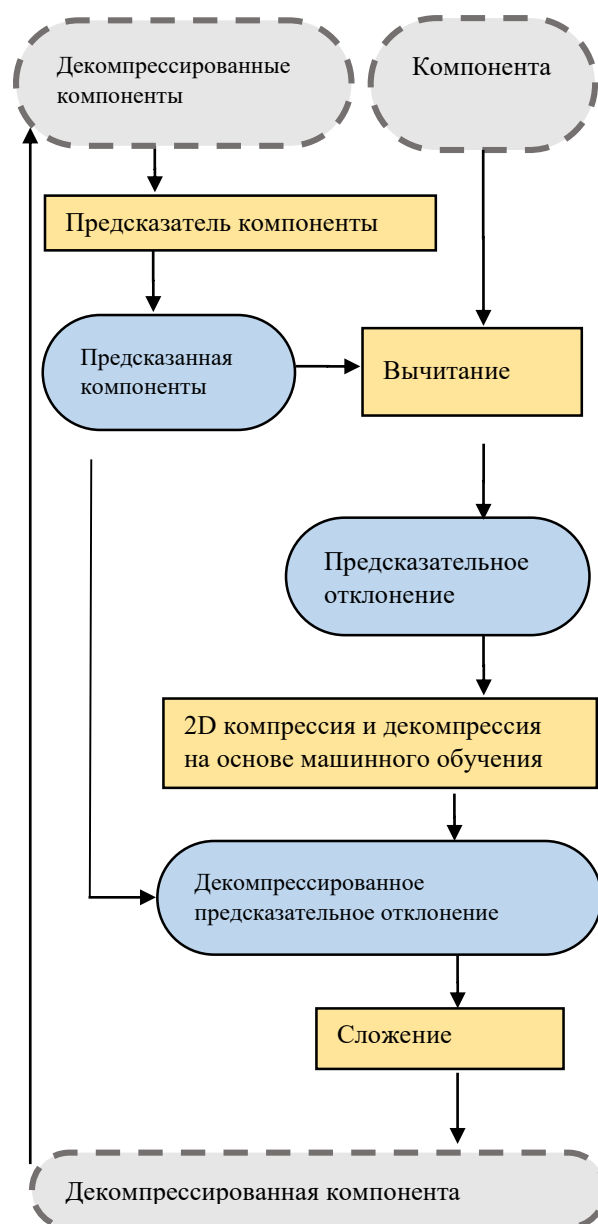 Декомпрессированные
компоненты
Компонента
Предсказатель компоненты
Предсказанная
компоненты
Вычитание
Предсказательное
отклонение
2D компрессия и декомпрессия
на основе машинного обучения
Декомпрессированное
предсказательное отклонение
Сложение
Декомпрессированная компонента